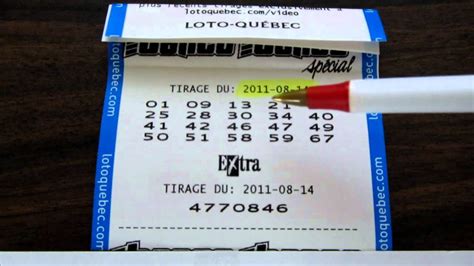 plus récents tirages exclusivement à
lotoquebec.com/video
LOTO-QUÉBEC
spécial
TIRAGE DU: 2011-08-14
01 09 13 21
25 28 30 34 40
41 42 46 47 49
50 51 58 59 67
Extra
TIRAGE DU: 2011-08-14
4770846
lotoquebec.com
lotoquebec.com